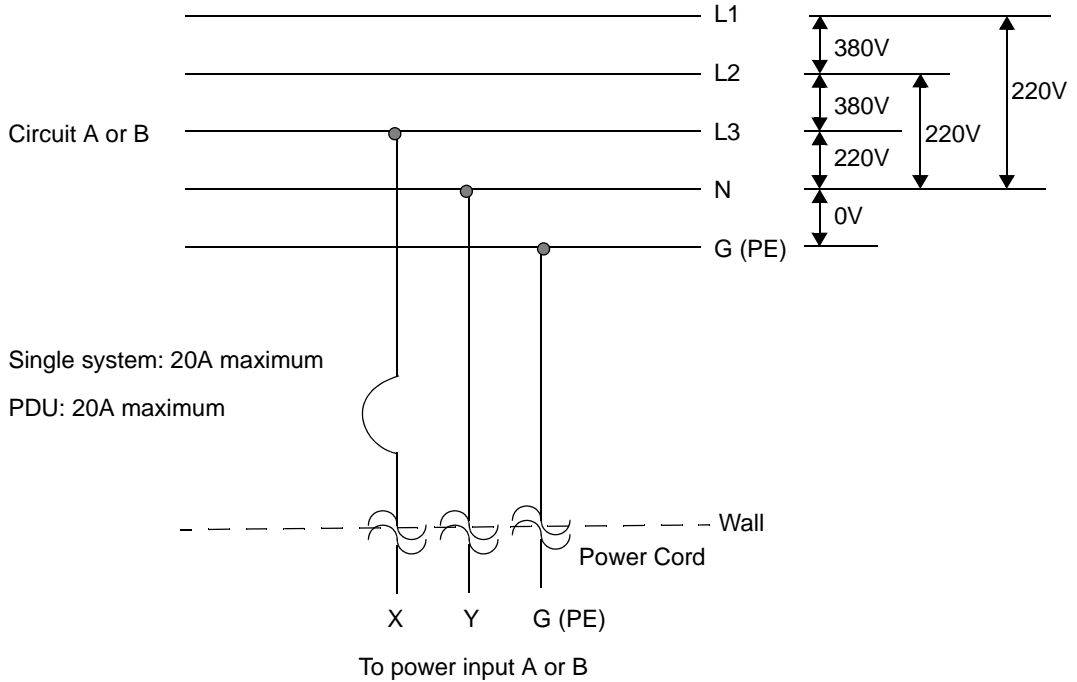 L1
380V
L2
220V
380V
Circuit A or B
L3
220V
220V
N
0V
G (PE)
Single system: 20A maximum
PDU: 20A maximum
Wall
Power Cord
X
Y
G (PE)
To power input A or B